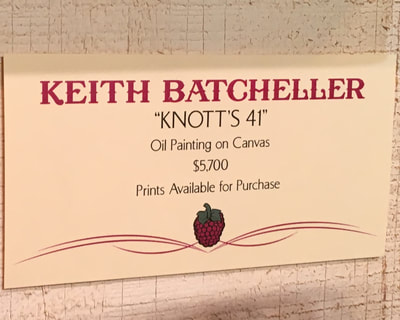 KEITH BATCHELLER
"KNOTT'S 41"
Oil Painting on Canvas
$5,700
Prints Available for Purchase